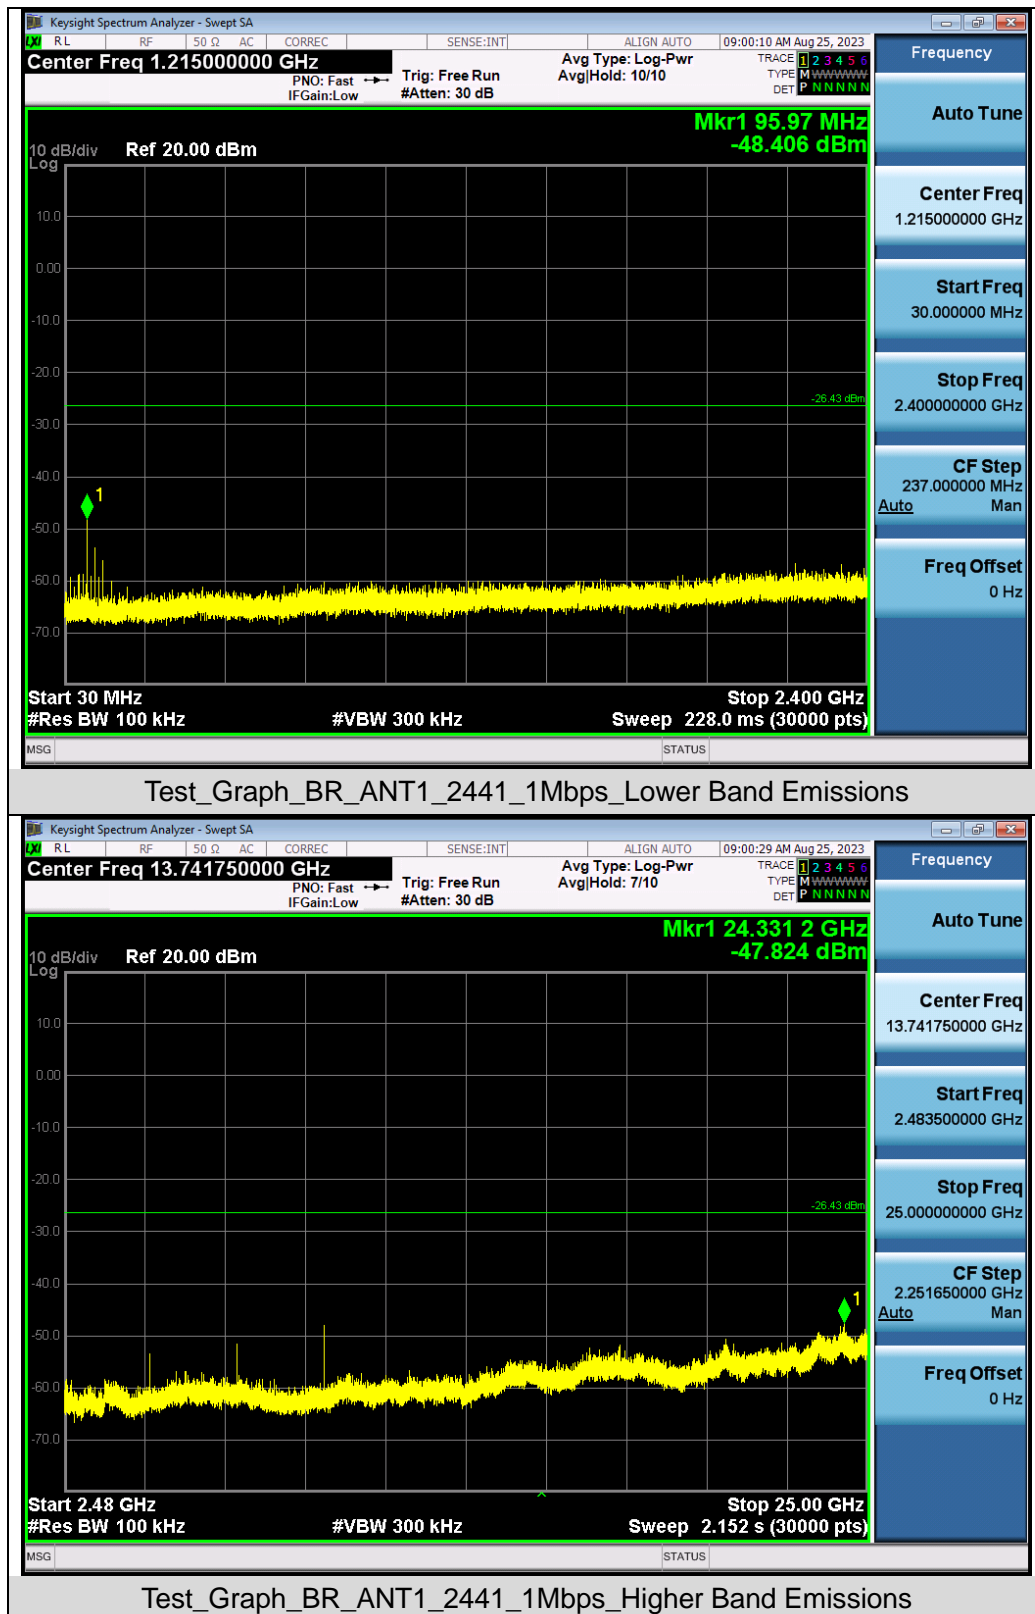 Keysight Spectrum Analyzer - Swept SA
LXI RL RF 50 Ω AC CORREC SENSE:INT ALIGN AUTO 09:00:10 AM Aug 25, 2023
Center Freq 1.215000000 GHz
PNO: Fast
IFGain:Low
Trig: Free Run
#Atten: 30 dB
Avg Type: Log-Pwr
Avg|Hold: 10/10
TRACE 1 2 3 4 5 6
TYPE M WWWWW
DET P N N N N N
Mkr1 95.97 MHz
-48.406 dBm
10 dB/div Ref 20.00 dBm
Log
10.0
0.00
-10.0
-20.0
-26.43 dBm
-30.0
-40.0
1
-50.0
-60.0
-70.0
Start 30 MHz Stop 2.400 GHz
#Res BW 100 kHz #VBW 300 kHz Sweep 228.0 ms (30000 pts)
MSG STATUS
Frequency
Auto Tune
Center Freq
1.215000000 GHz
Start Freq
30.000000 MHz
Stop Freq
2.400000000 GHz
CF Step
237.000000 MHz
Auto Man
Freq Offset
0 Hz
Test_Graph_BR_ANT1_2441_1Mbps_Lower Band Emissions
Keysight Spectrum Analyzer - Swept SA
LXI RL RF 50 Ω AC CORREC SENSE:INT ALIGN AUTO 09:00:29 AM Aug 25, 2023
Center Freq 13.741750000 GHz
PNO: Fast
IFGain:Low
Trig: Free Run
#Atten: 30 dB
Avg Type: Log-Pwr
Avg|Hold: 7/10
TRACE 1 2 3 4 5 6
TYPE M WWWWW
DET P N N N N N
Mkr1 24.331 2 GHz
-47.824 dBm
10 dB/div Ref 20.00 dBm
Log
10.0
0.00
-10.0
-20.0
-26.43 dBm
-30.0
-40.0
1
-50.0
-60.0
-70.0
Start 2.48 GHz Stop 25.00 GHz
#Res BW 100 kHz #VBW 300 kHz Sweep 2.152 s (30000 pts)
MSG STATUS
Frequency
Auto Tune
Center Freq
13.741750000 GHz
Start Freq
2.483500000 GHz
Stop Freq
25.000000000 GHz
CF Step
2.251650000 GHz
Auto Man
Freq Offset
0 Hz
Test_Graph_BR_ANT1_2441_1Mbps_Higher Band Emissions